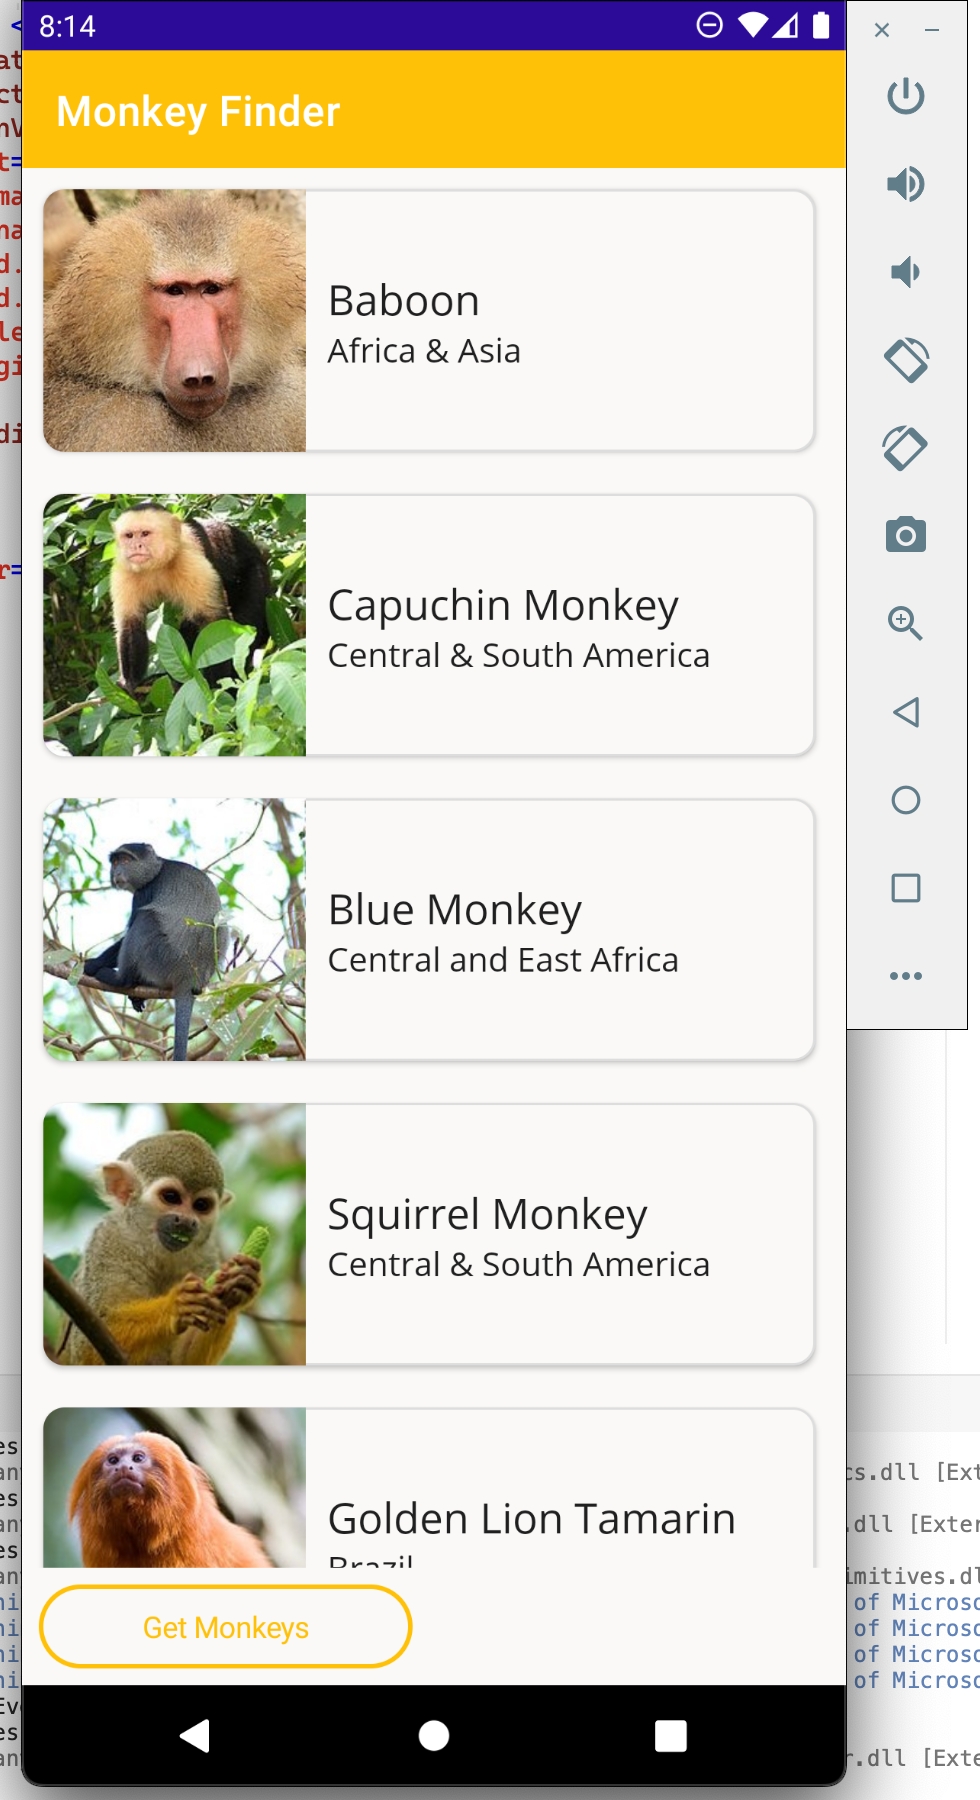 8:14
Monkey Finder
Baboon
Africa & Asia
Capuchin Monkey
Central & South America
Blue Monkey
Central and East Africa
Squirrel Monkey
Central & South America
Golden Lion Tamarin
Brazil
Get Monkeys
cs.dll [Ext
.dll [Exter
imitives.dl
of Microso
of Microso
of Microso
of Microso
r.dll [Exte